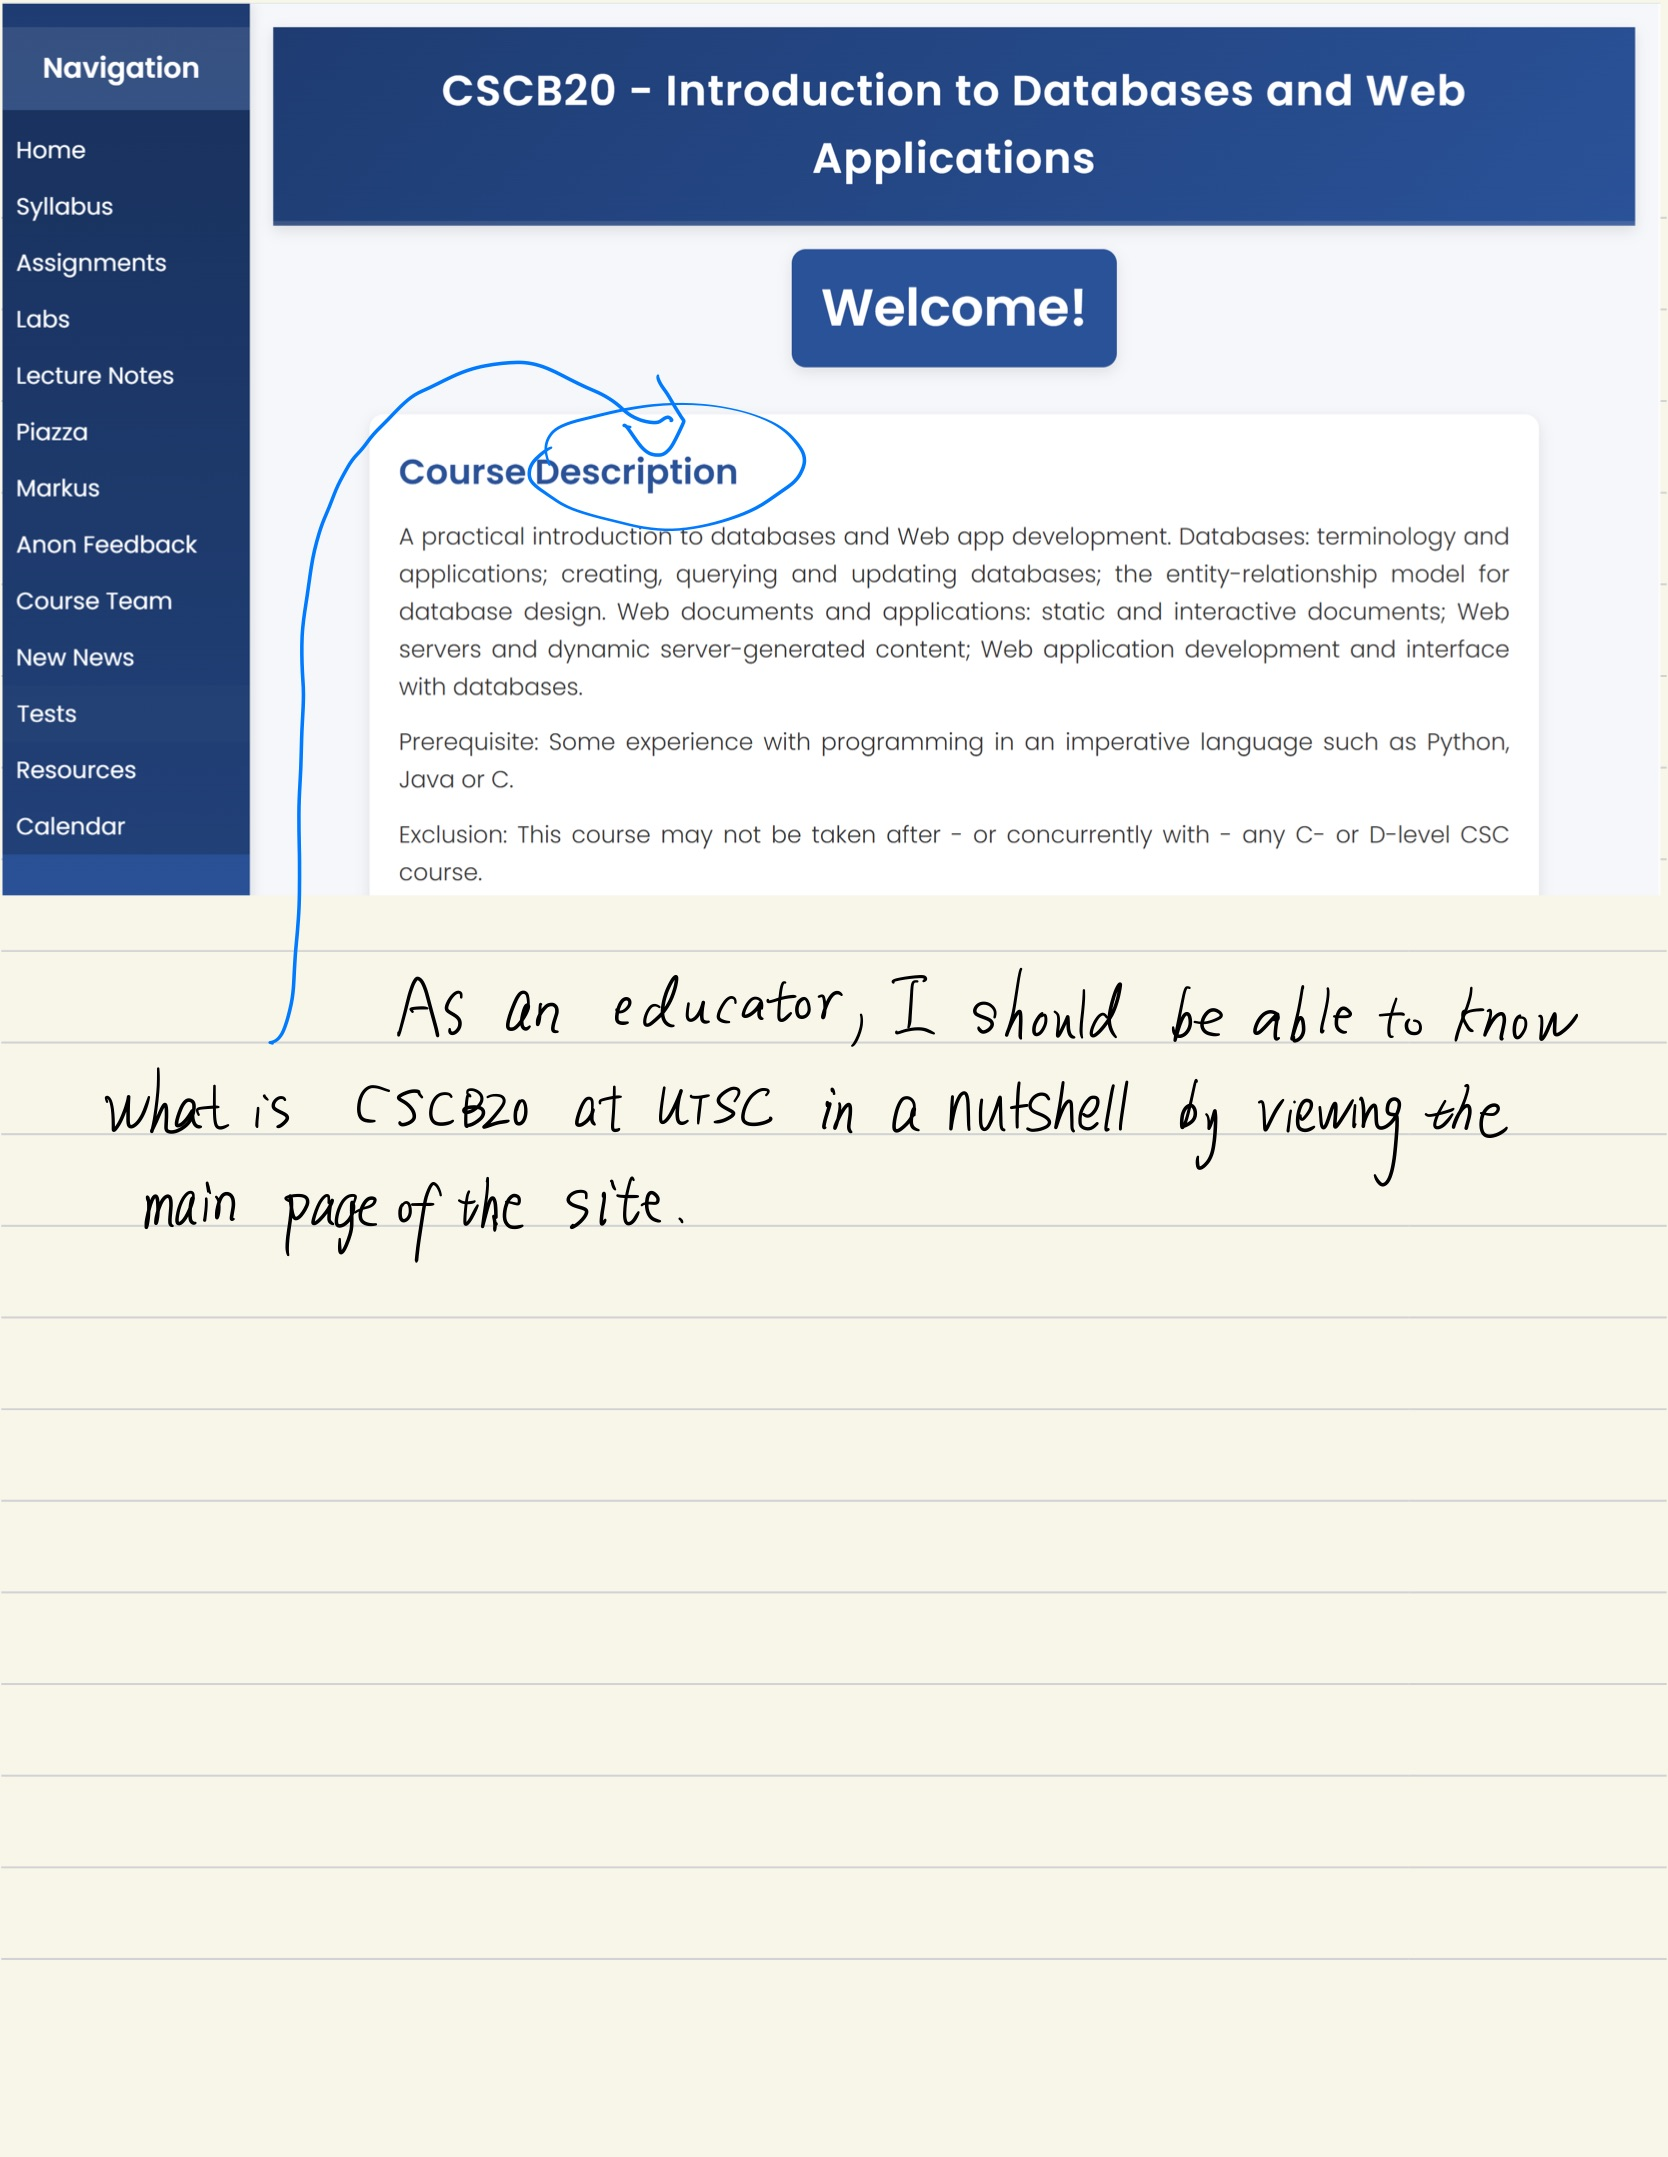 Navigation
Home
Syllabus
Assignments
Labs
Lecture Notes
Piazza
Markus
Anon Feedback
Course Team
New News
Tests
Resources
Calendar
CSCB20 - Introduction to Databases and Web
Applications
Welcome!
Course Description
A practical introduction to databases and Web app development. Databases: terminology and
applications; creating, querying and updating databases; the entity-relationship model for
database design. Web documents and applications: static and interactive documents; Web
servers and dynamic server-generated content; Web application development and interface
with databases.
Prerequisite: Some experience with programming in an imperative language such as Python,
Java or C.
Exclusion: This course may not be taken after - or concurrently with - any C- or D-level CSC
course.
As an educator, I should be able to know
what is CSCB20 at UTSC in a nutshell by viewing the
main page of the site.